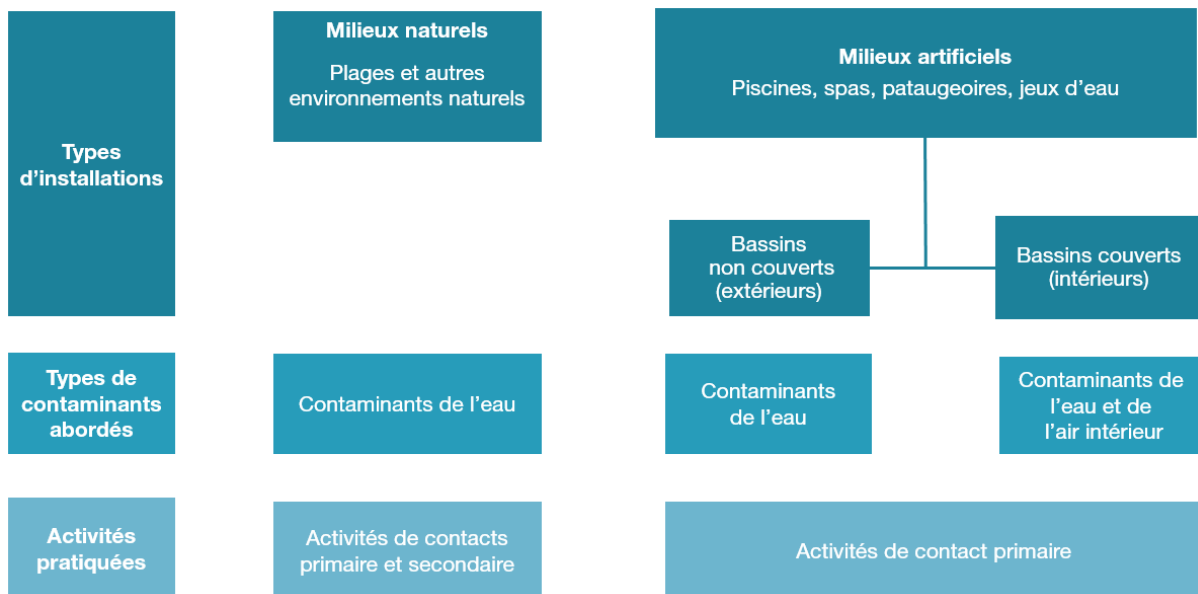 Types
d’installations
Milieux naturels
Plages et autres
environnements naturels
Milieux artificiels
Piscines, spas, pataugeoires, jeux d’eau
Bassins
non couverts
(extérieurs)
Bassins couverts
(intérieurs)
Types de
contaminants
abordés
Contaminants de l’eau
Contaminants
de l’eau
Contaminants de
l’eau et de
l’air intérieur
Activités
pratiquées
Activités de contacts
primaire et secondaire
Activités de contact primaire